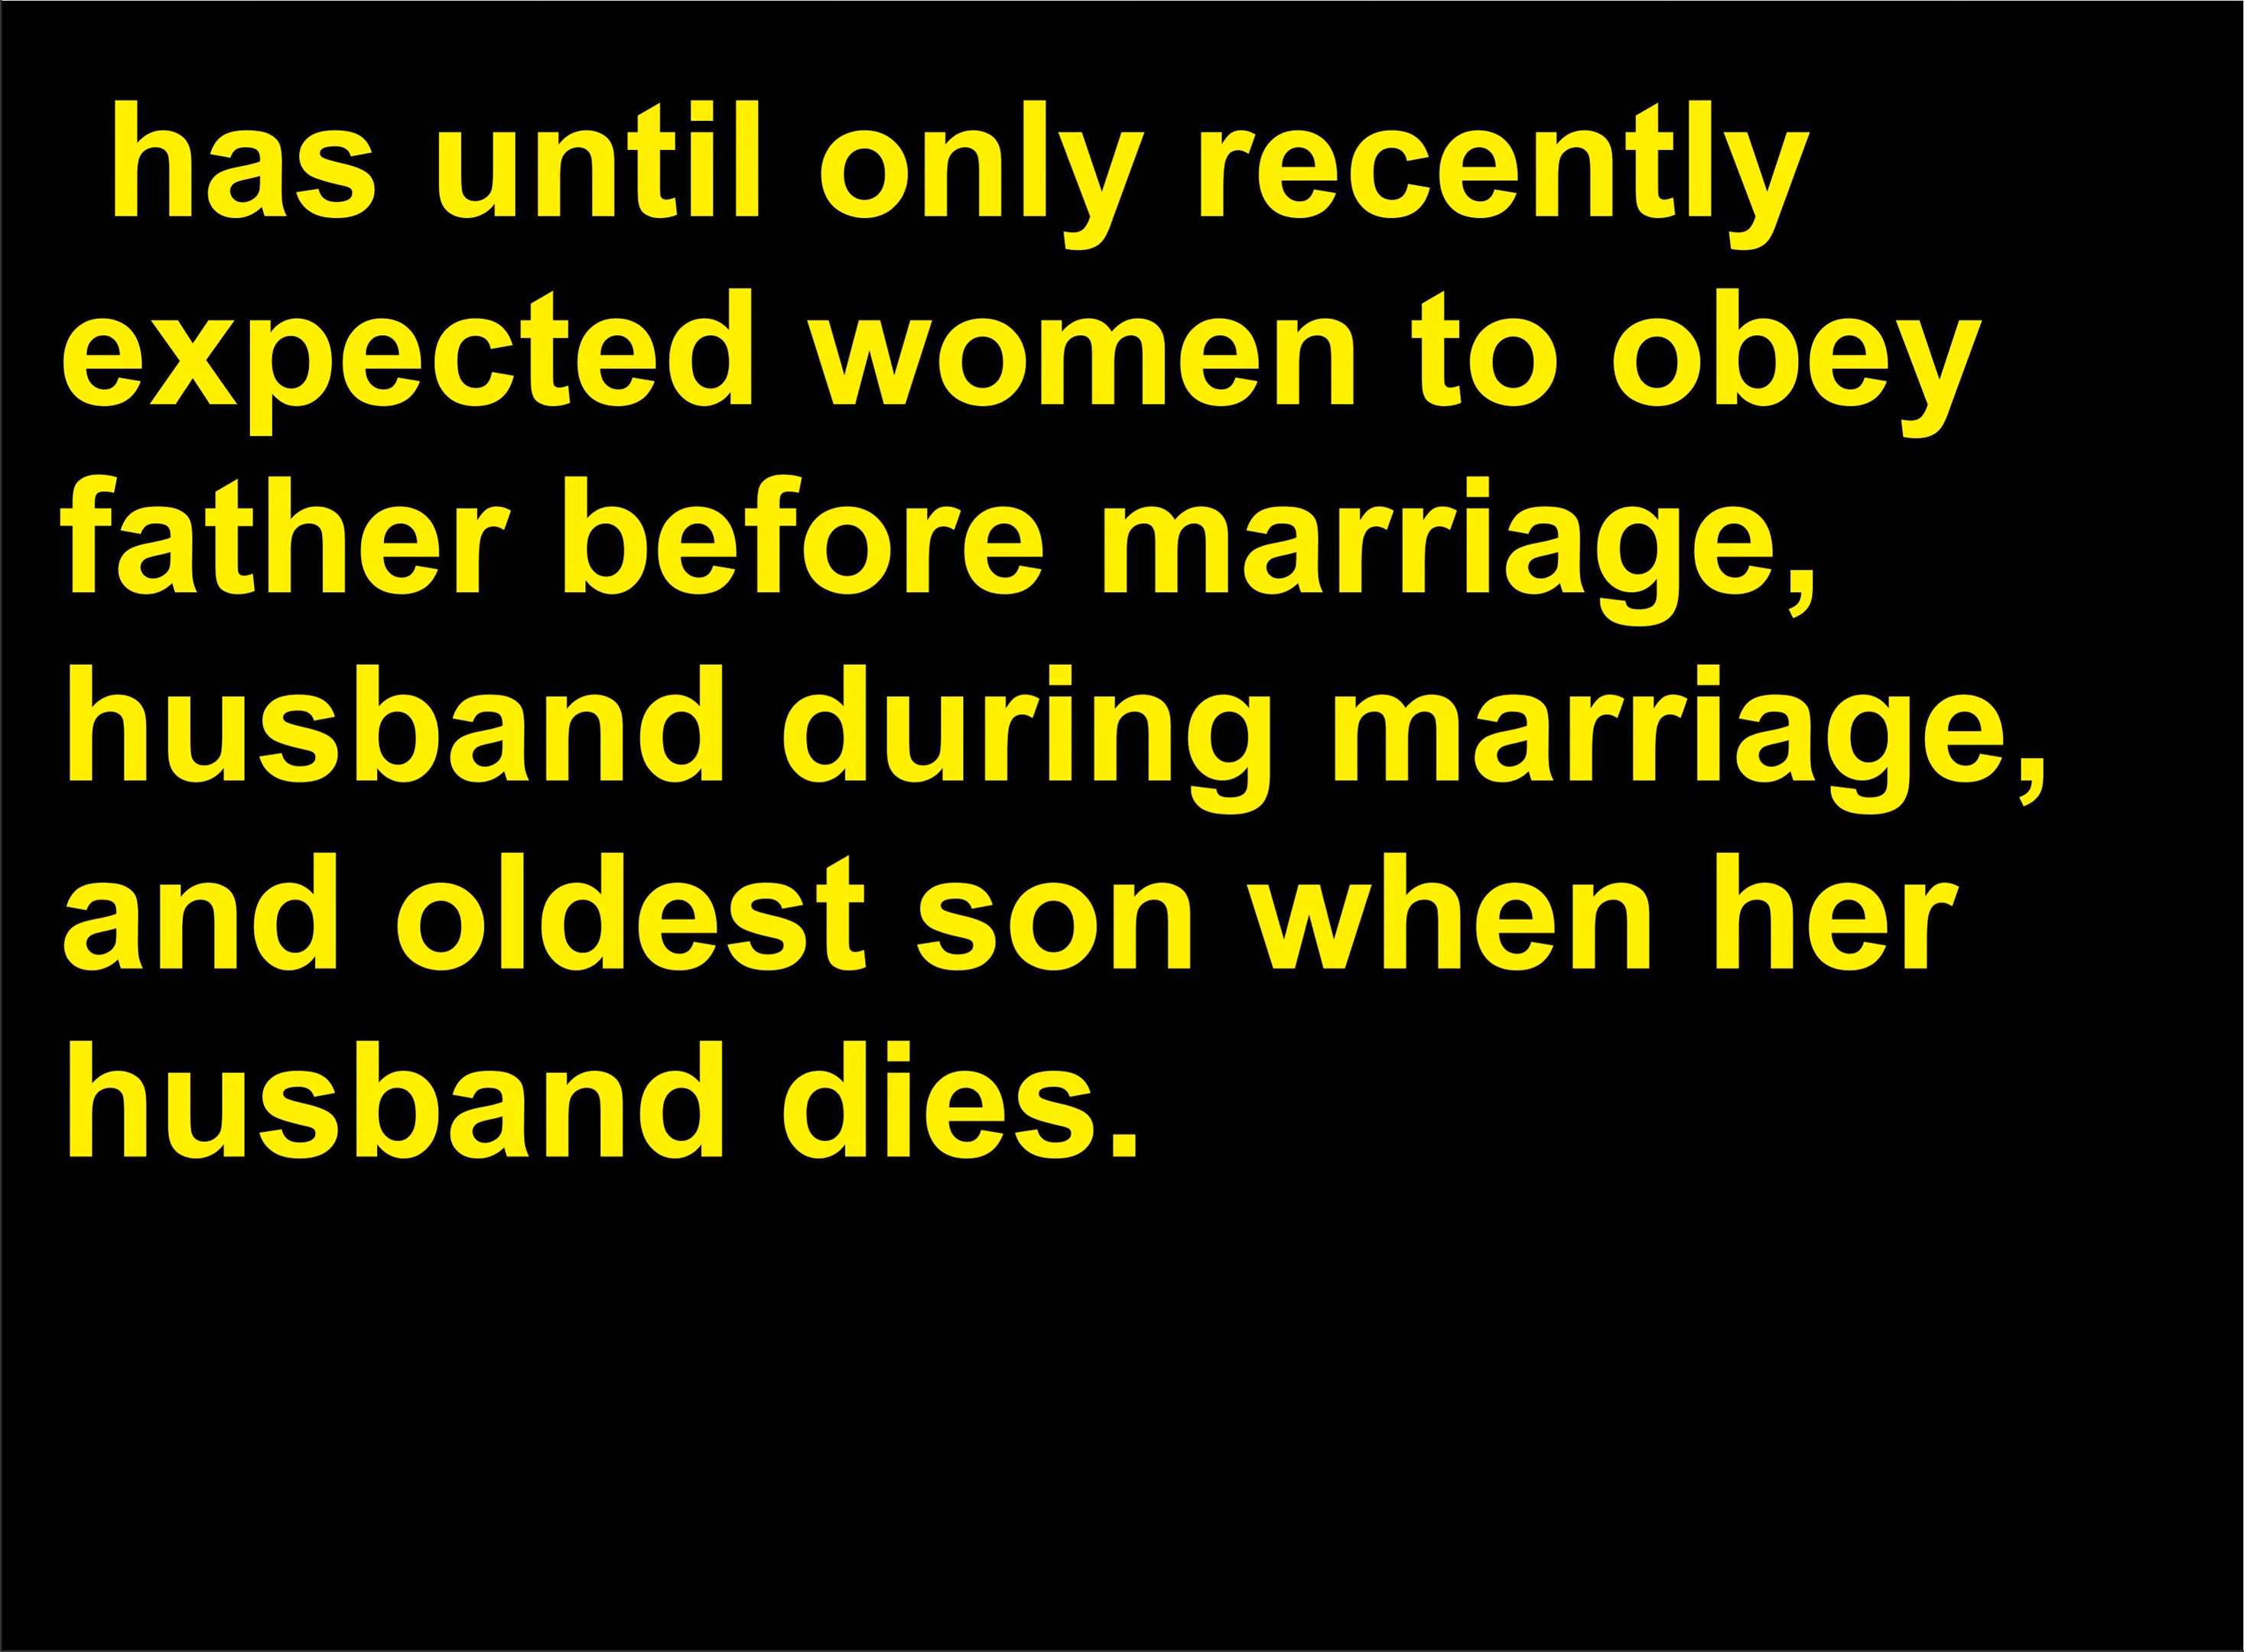 has until only recently
expected women to obey
father before marriage,
husband during marriage,
and oldest son when her
husband dies.